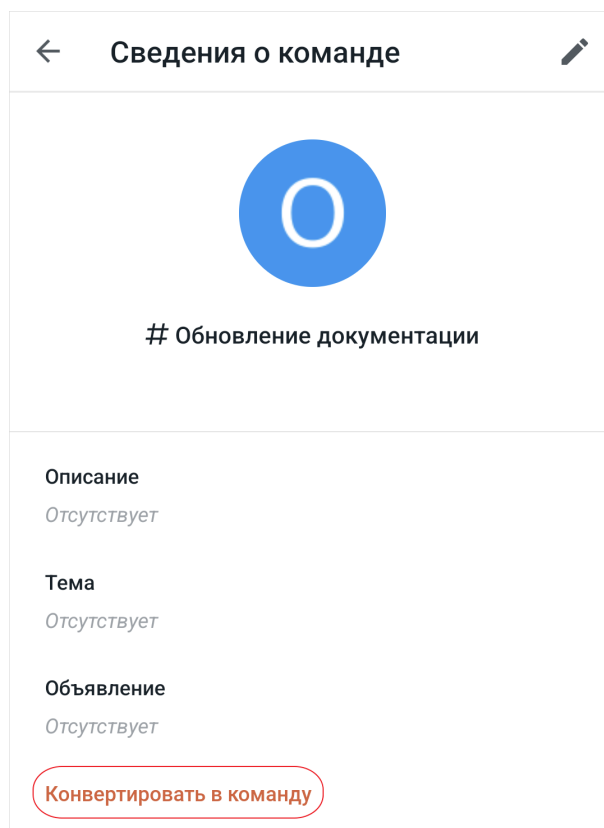 Сведения о команде
О
# Обновление документации
Описание
Отсутствует
Тема
Отсутствует
Объявление
Отсутствует
Конвертировать в команду